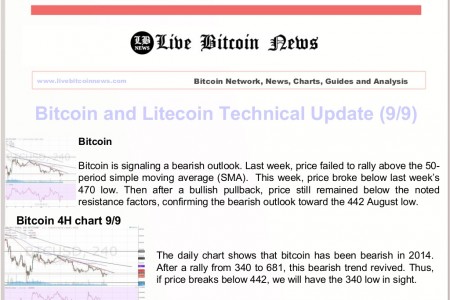 LB
NEWS
Live Bitcoin News
www.livebitcoinnews.com
Bitcoin Network, News, Charts, Guides and Analysis
Bitcoin and Litecoin Technical Update (9/9)
Bitcoin
Bitcoin is signaling a bearish outlook. Last week, price failed to rally above the 50-
period simple moving average (SMA). This week, price broke below last week's
470 low. Then after a bullish pullback, price still remained below the noted
resistance factors, confirming the bearish outlook toward the 442 August low.
Bitcoin 4H chart 9/9
The daily chart shows that bitcoin has been bearish in 2014.
After a rally from 340 to 681, this bearish trend revived. Thus,
if price breaks below 442, we will have the 340 low in sight.